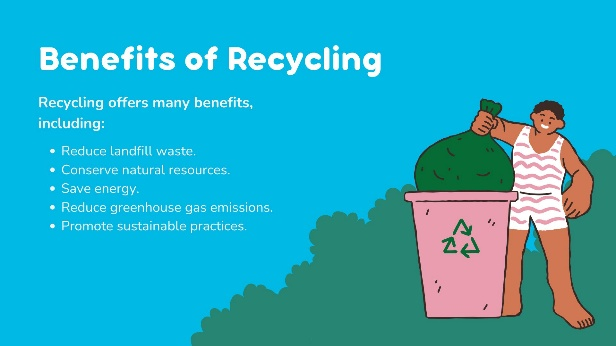 Benefits of Recycling
Recycling offers many benefits,
including:
• Reduce landfill waste.
• Conserve natural resources.
• Save energy.
• Reduce greenhouse gas emissions.
• Promote sustainable practices.